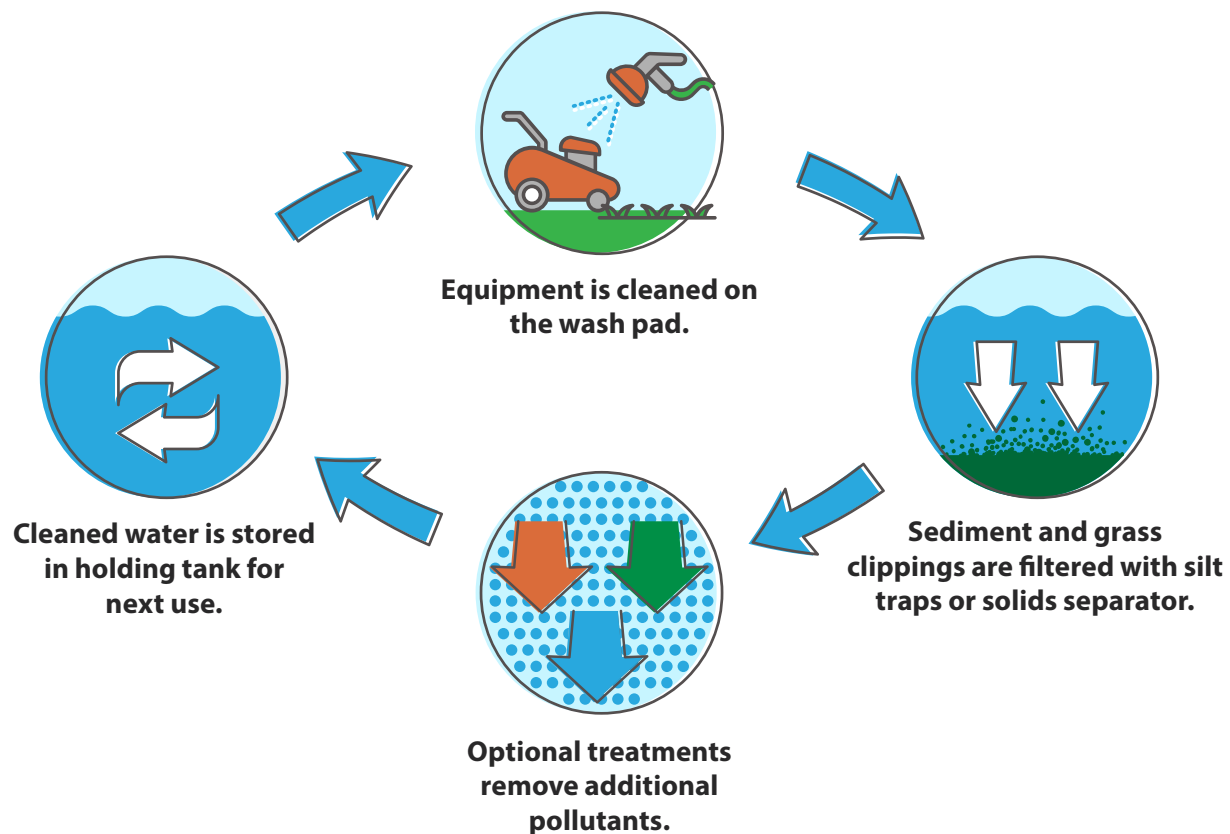 Equipment is cleaned on
the wash pad.
Sediment and grass
clippings are filtered with silt
traps or solids separator.
Optional treatments
remove additional
pollutants.
Cleaned water is stored
in holding tank for
next use.